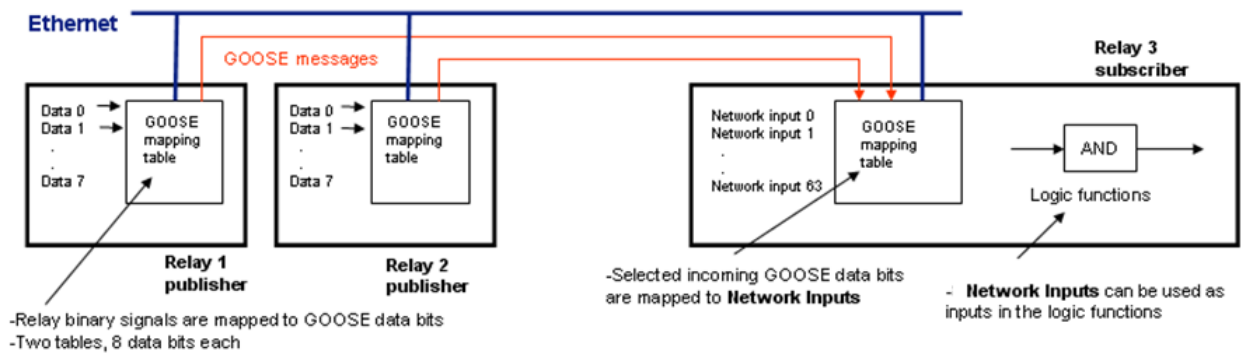 Ethernet
GOOSE messages
Relay 3
subscriber
Data 0
Data 1
.
.
Data 7
GOOSE
mapping
table
Data 0
Data 1
.
.
Data 7
GOOSE
mapping
table
Network input 0
Network input 1
.
.
Network input 63
GOOSE
mapping
table
AND
Logic functions
Relay 1
publisher
Relay 2
publisher
-Relay binary signals are mapped to GOOSE data bits
-Two tables, 8 data bits each
-Selected incoming GOOSE data bits
are mapped to Network Inputs
- Network Inputs can be used as
inputs in the logic functions